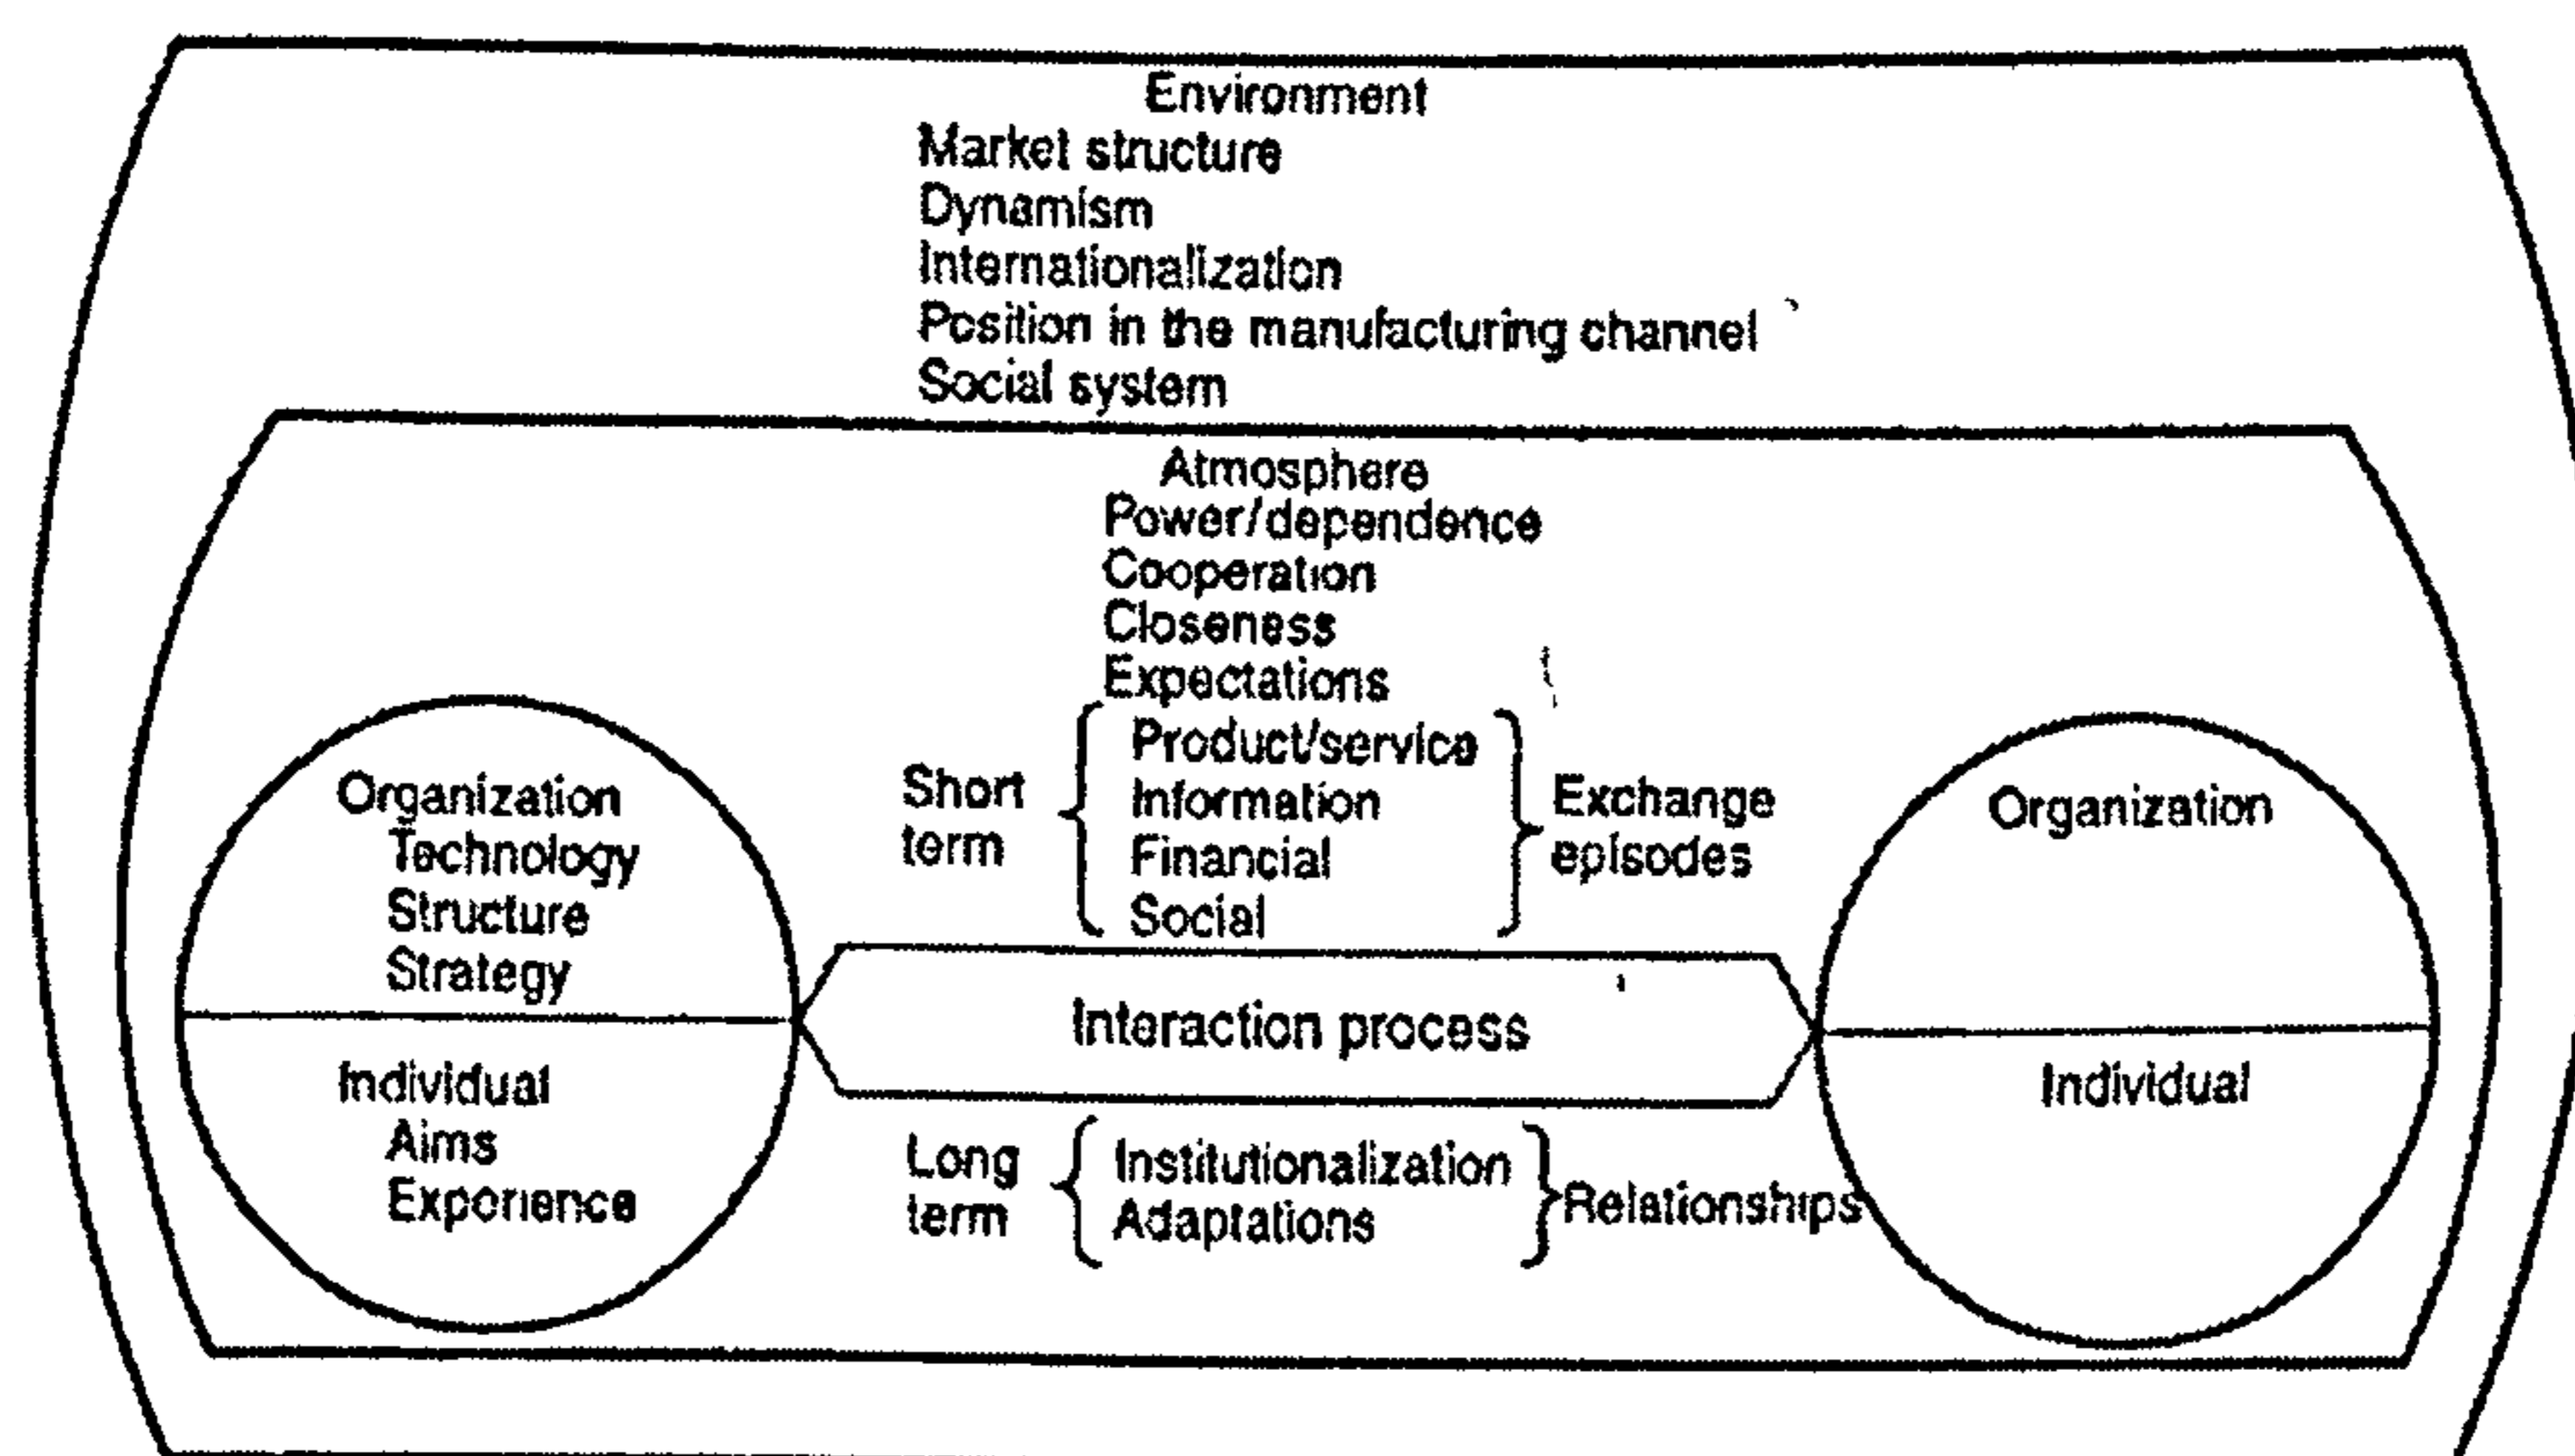 Environment
Market structure
Dynamism
Internationalization
Position in the manufacturing channel
Social system
Atmosphere
Power/dependence
Cooperation
Closeness
Expectations
Organization
Technology
Structure
Strategy
Individual
Aims
Experience
Short
term
Product/service
Information
Financial
Social
Exchange
episodes
Interaction process
Long
term
Institutionalization
Adaptations
Relationships
Organization
Individual